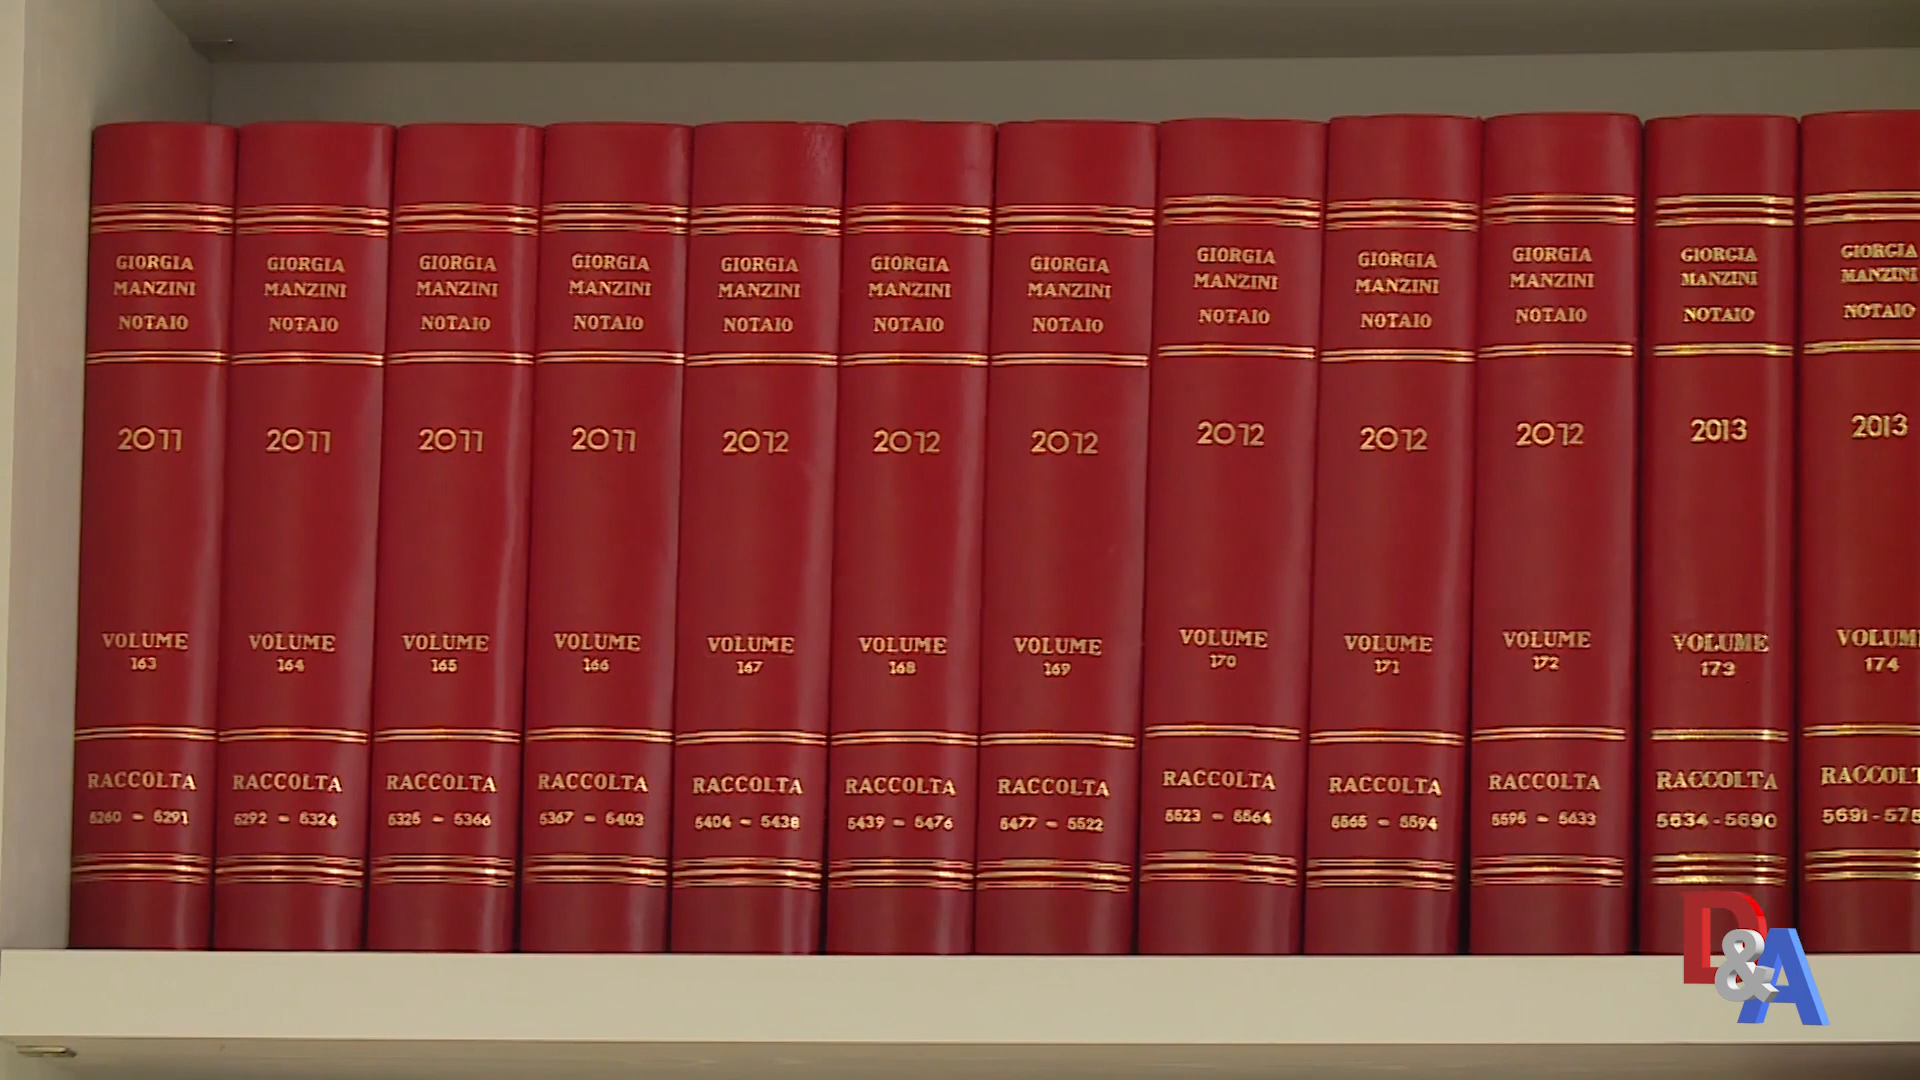 GIORGIA
MANZINI
NOTAIO
2011
VOLUME
163
RACCOLTA
5260 - 5291
GIORGIA
MANZINI
NOTAIO
2011
VOLUME
164
RACCOLTA
5292 - 5324
GIORGIA
MANZINI
NOTAIO
2011
VOLUME
165
RACCOLTA
5325 - 5366
GIORGIA
MANZINI
NOTAIO
2011
VOLUME
166
RACCOLTA
5367 - 5403
GIORGIA
MANZINI
NOTAIO
2012
VOLUME
167
RACCOLTA
5404 - 5438
GIORGIA
MANZINI
NOTAIO
2012
VOLUME
168
RACCOLTA
5439 - 5476
GIORGIA
MANZINI
NOTAIO
2012
VOLUME
169
RACCOLTA
5477 - 5522
GIORGIA
MANZINI
NOTAIO
2012
VOLUME
170
RACCOLTA
5523 - 5564
GIORGIA
MANZINI
NOTAIO
2012
VOLUME
171
RACCOLTA
5565 - 5594
GIORGIA
MANZINI
NOTAIO
2012
VOLUME
172
RACCOLTA
5595 - 5633
GIORGIA
MANZINI
NOTAIO
2013
VOLUME
173
RACCOLTA
5634 - 5690
GIORGIA
MANZINI
NOTAIO
2013
VOLUM
174
RACCOLT
5691 - 575
D&A